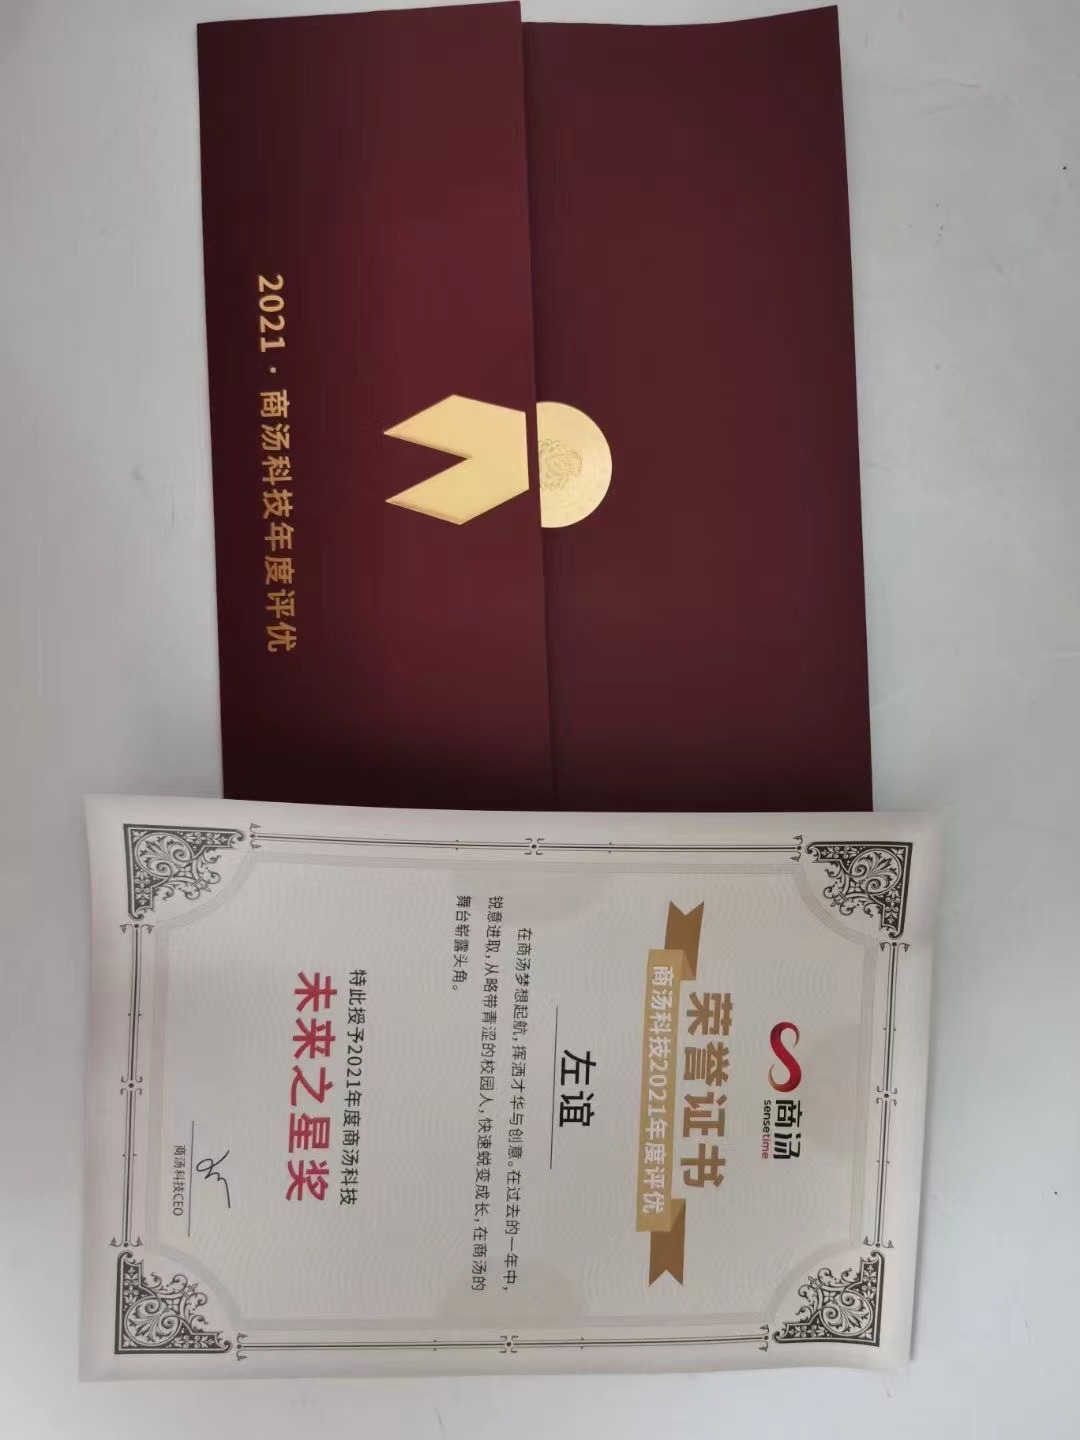 2021·商汤科技年度评优
商汤
sensetime
荣誉证书
商汤科技2021年度评优
左谊
在商汤梦想起航，挥洒才华与创意。在过去的一年中，
锐意进取，从略带青涩的校园人，快速蜕变成长，在商汤的
舞台崭露头角。
特此授予2021年度商汤科技
未来之星奖
商汤科技CEO